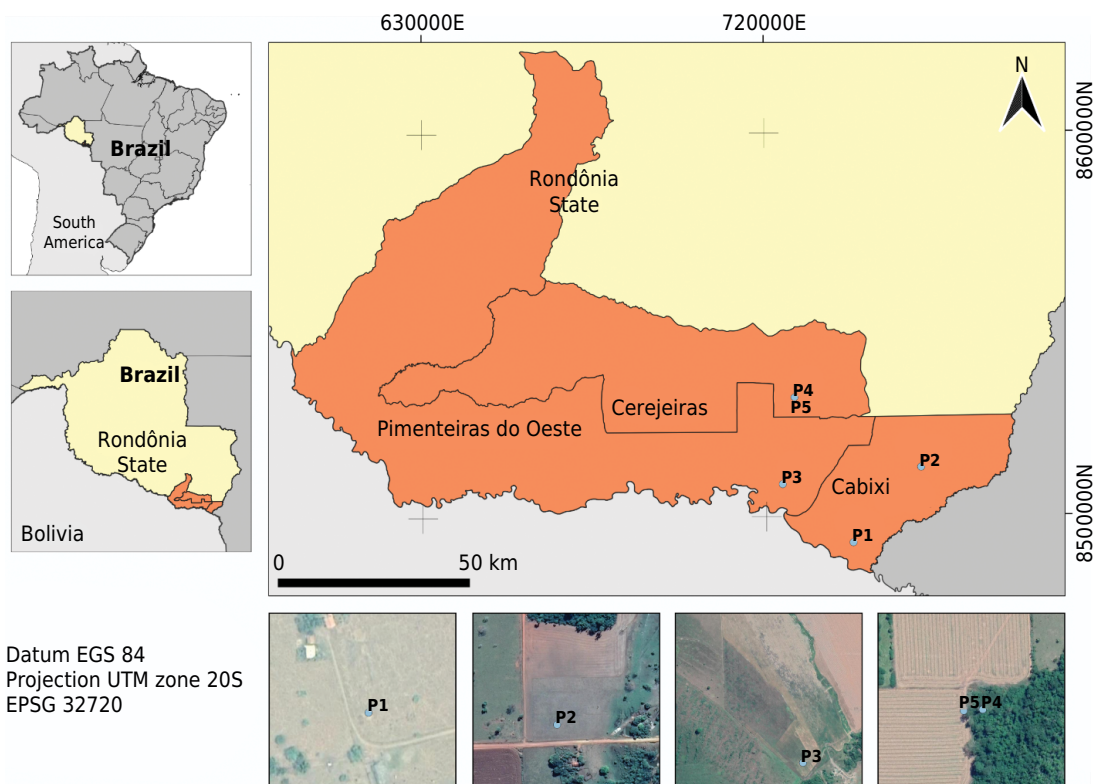 630000E
720000E
Brazil
South
America
N
8600000N
Rondônia
State
Brazil
Rondônia
State
Bolivia
P4
P5
Cerejeiras
Pimenteiras do Oeste
P2
P3
Cabixi
P1
8500000N
0
50 km
Datum EGS 84
Projection UTM zone 20S
EPSG 32720
P1
P2
P3
P5
P4